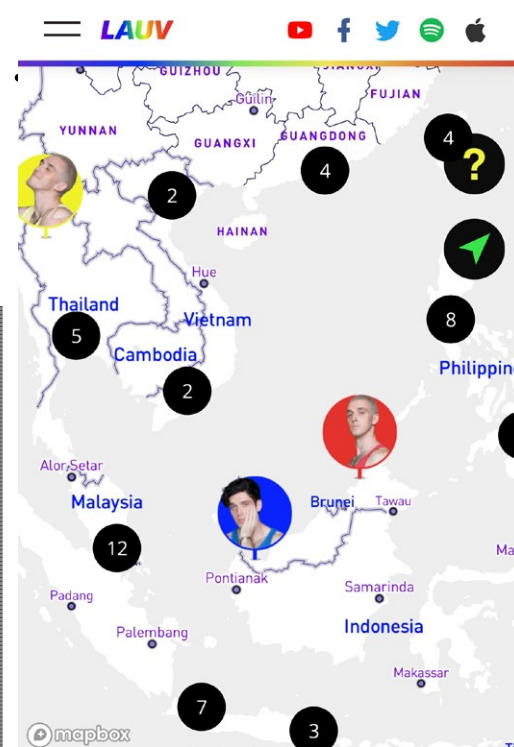 LAUV
GUIZHOU
JIANGXI
Guilin
FUJIAN
YUNNAN
GUANGXI
GUANGDONG
4
?
2
4
HAINAN
Hue
Thailand
Vietnam
5
8
Cambodia
Philippin
2
Alor Setar
Malaysia
Brunei
Tawau
12
Ma
Pontianak
Samarinda
Padang
Palembang
Indonesia
Makassar
7
3
mapbox